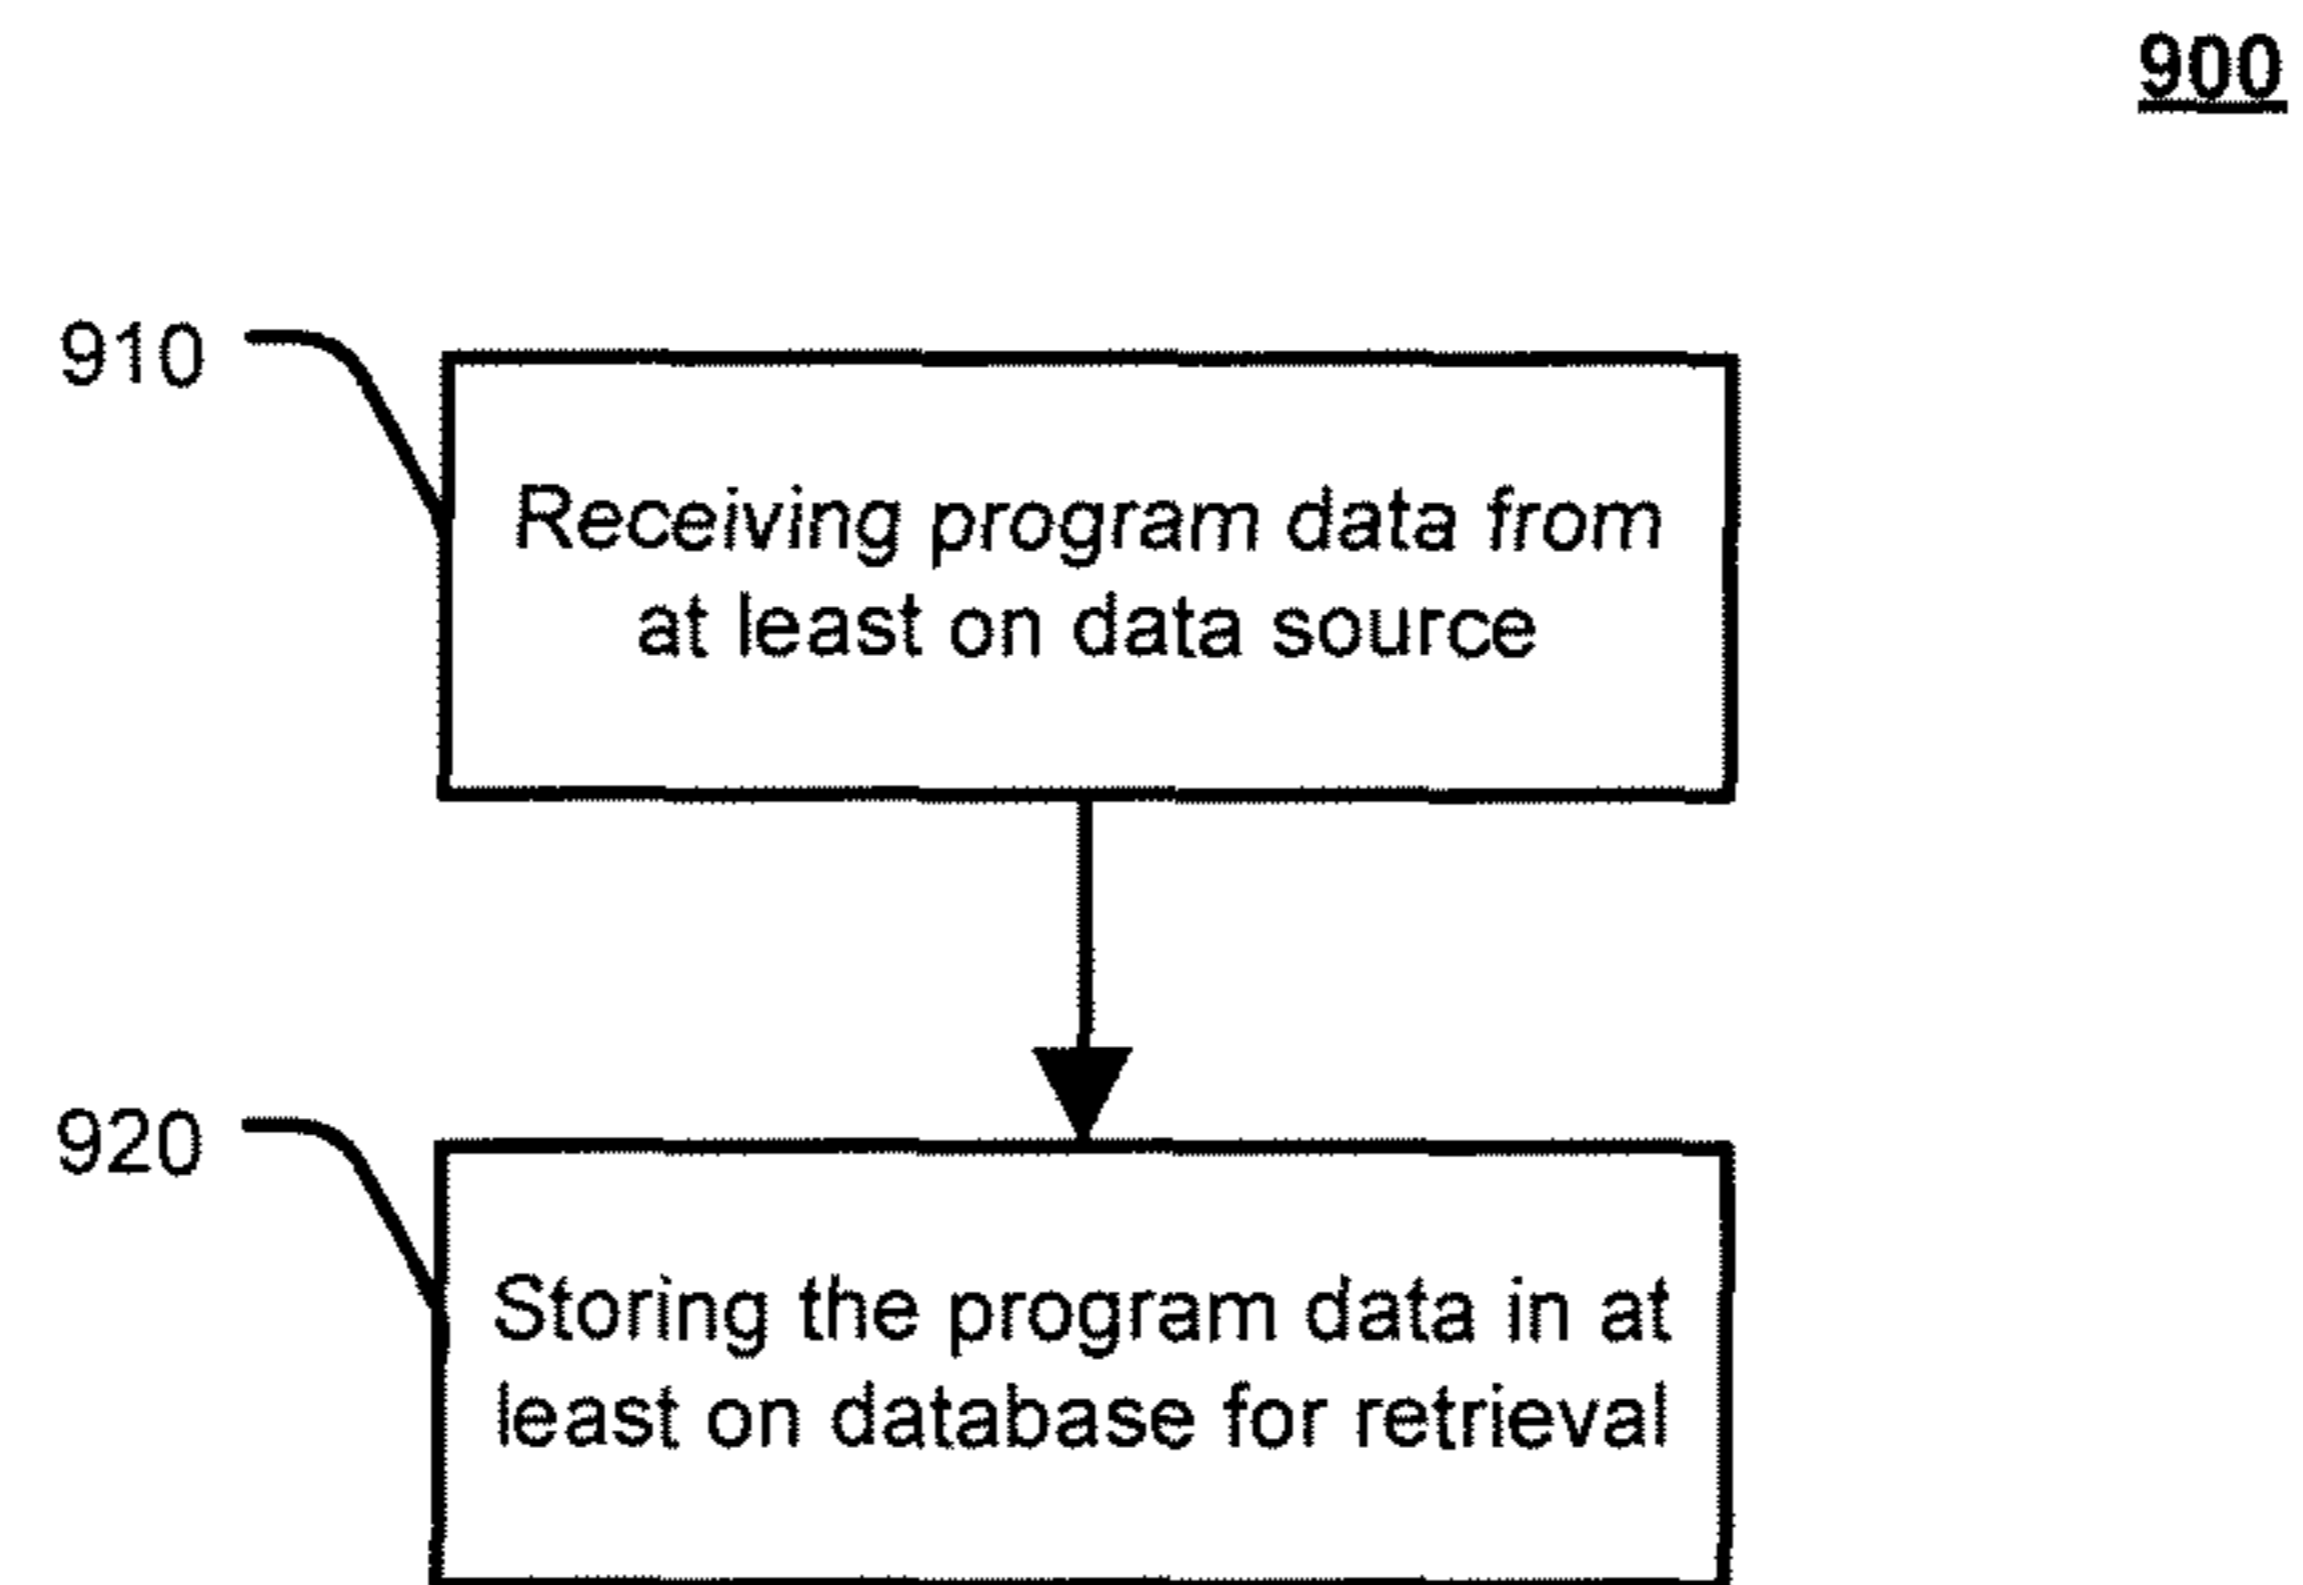 900
910
Receiving program data from
at least on data source
920
Storing the program data in at
least on database for retrieval